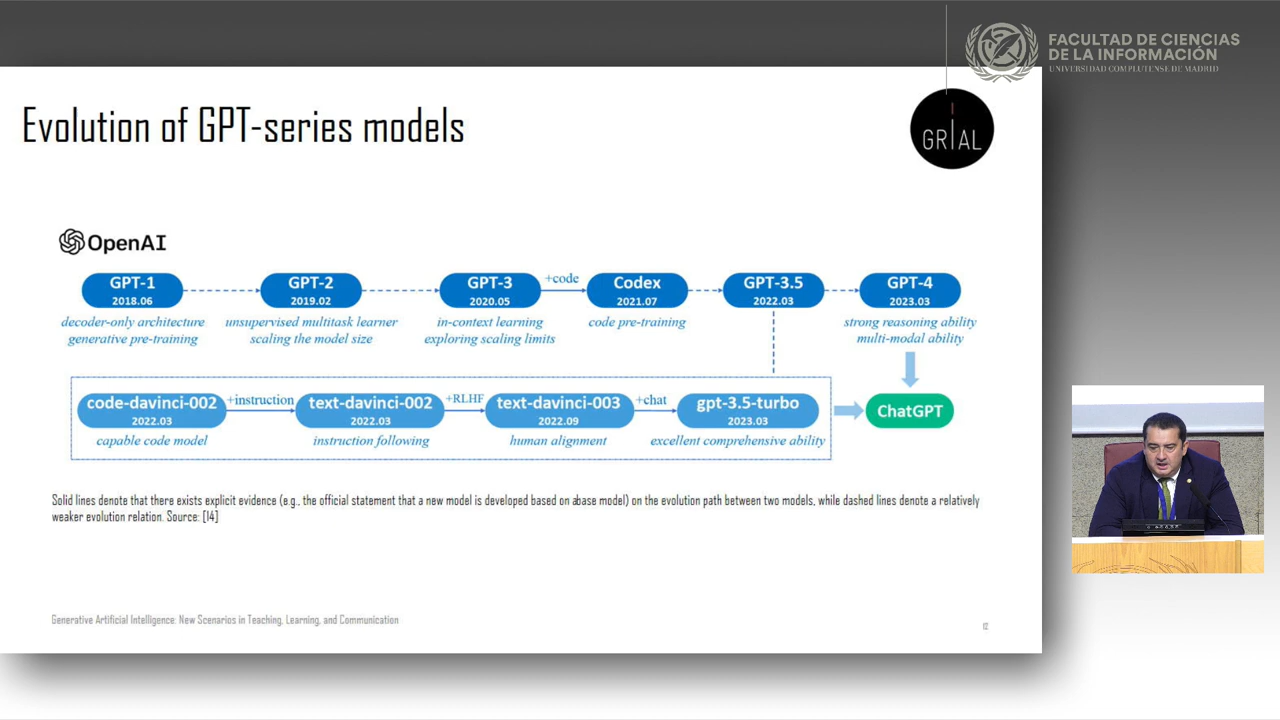 FACULTAD DE CIENCIAS
DE LA INFORMACIÓN
UNIVERSIDAD COMPLUTENSE DE MADRID
Evolution of GPT-series models
GRIAL
OpenAI
GPT-1
2018.06
decoder-only architecture
generative pre-training
GPT-2
2019.02
unsupervised multitask learner
scaling the model size
GPT-3
2020.05
in-context learning
exploring scaling limits
+code
Codex
2021.07
code pre-training
GPT-3.5
2022.03
GPT-4
2023.03
strong reasoning ability
multi-modal ability
code-davinci-002
2022.03
capable code model
+instruction
text-davinci-002
2022.03
instruction following
+RLHF
text-davinci-003
2022.09
human alignment
+chat
gpt-3.5-turbo
2023.03
excellent comprehensive ability
ChatGPT
Solid lines denote that there exists explicit evidence (e.g., the official statement that a new model is developed based on abase model) on the evolution path between two models, while dashed lines denote a relatively
weaker evolution relation. Source: [14]
Generative Artificial Intelligence: New Scenarios in Teaching, Learning, and Communication
12